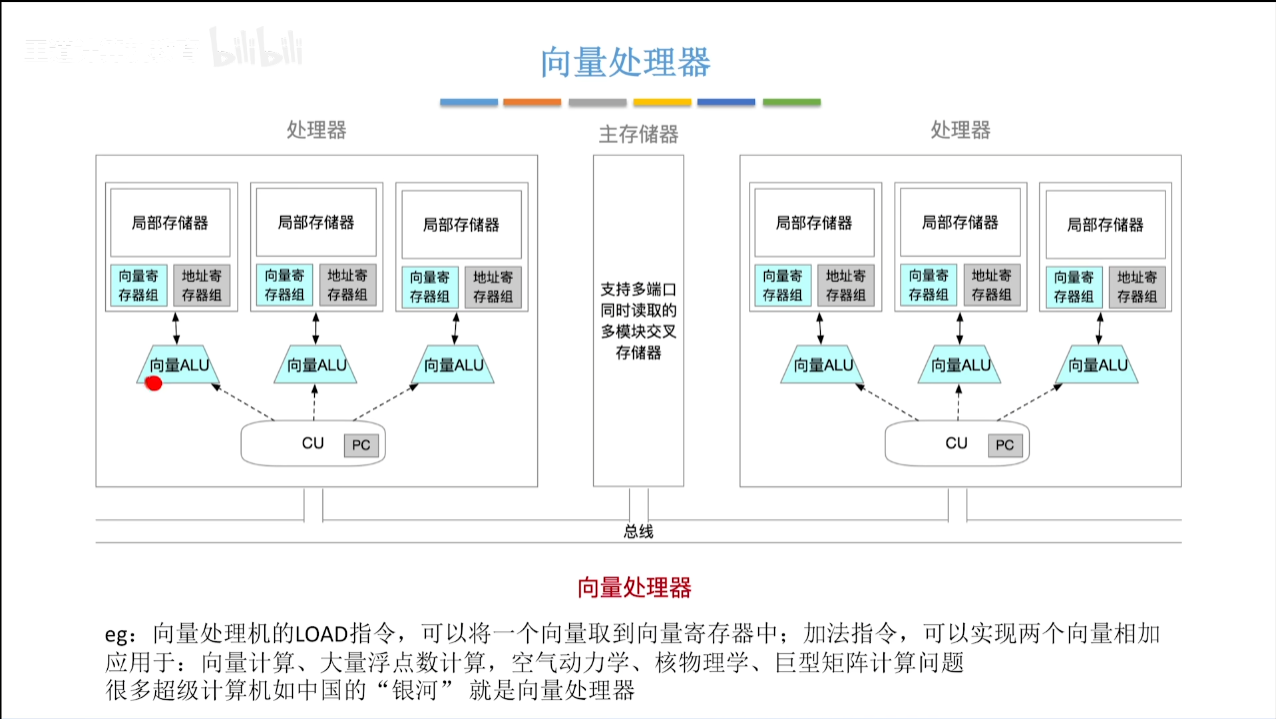 bilibili
向量处理器
处理器
主存储器
处理器
局部存储器
局部存储器
局部存储器
向量寄
存器组
地址寄
存器组
向量寄
存器组
地址寄
存器组
向量寄
存器组
地址寄
存器组
向量ALU
向量ALU
向量ALU
CU
PC
支持多端口
同时读取的
多模块交叉
存储器
局部存储器
局部存储器
局部存储器
向量寄
存器组
地址寄
存器组
向量寄
存器组
地址寄
存器组
向量寄
存器组
地址寄
存器组
向量ALU
向量ALU
向量ALU
CU
PC
总线
向量处理器
eg：向量处理机的LOAD指令，可以将一个向量取到向量寄存器中；加法指令，可以实现两个向量相加
应用于：向量计算、大量浮点数计算，空气动力学、核物理学、巨型矩阵计算问题
很多超级计算机如中国的“银河” 就是向量处理器